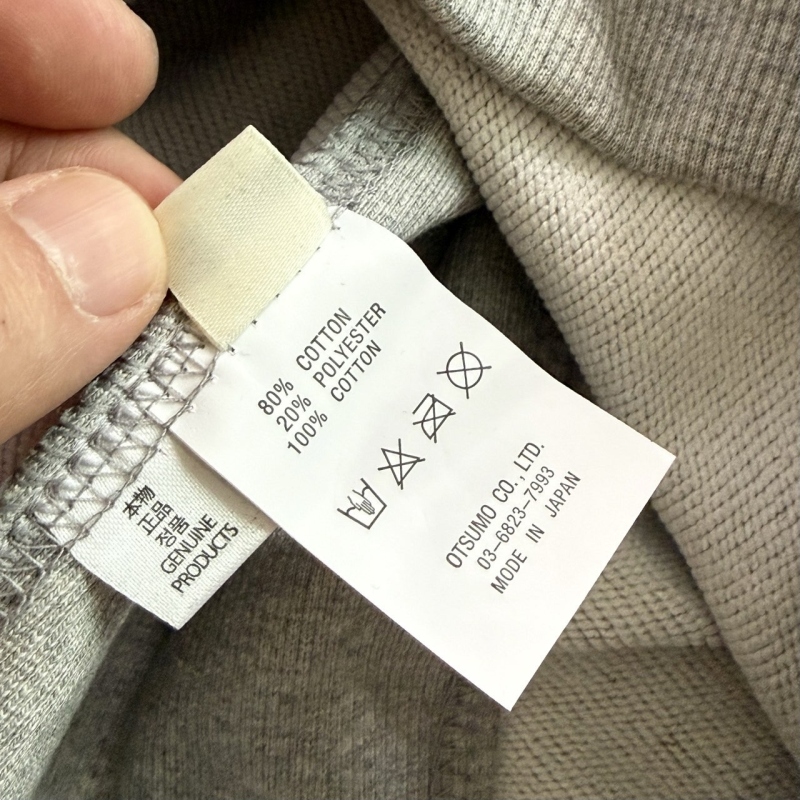 80% COTTON
20% POLYESTER
100% COTTON
OTSUMO CO., LTD.
03-6823-7993
MODE IN JAPAN
本物
正品
정품
GENUINE
PRODUCTS